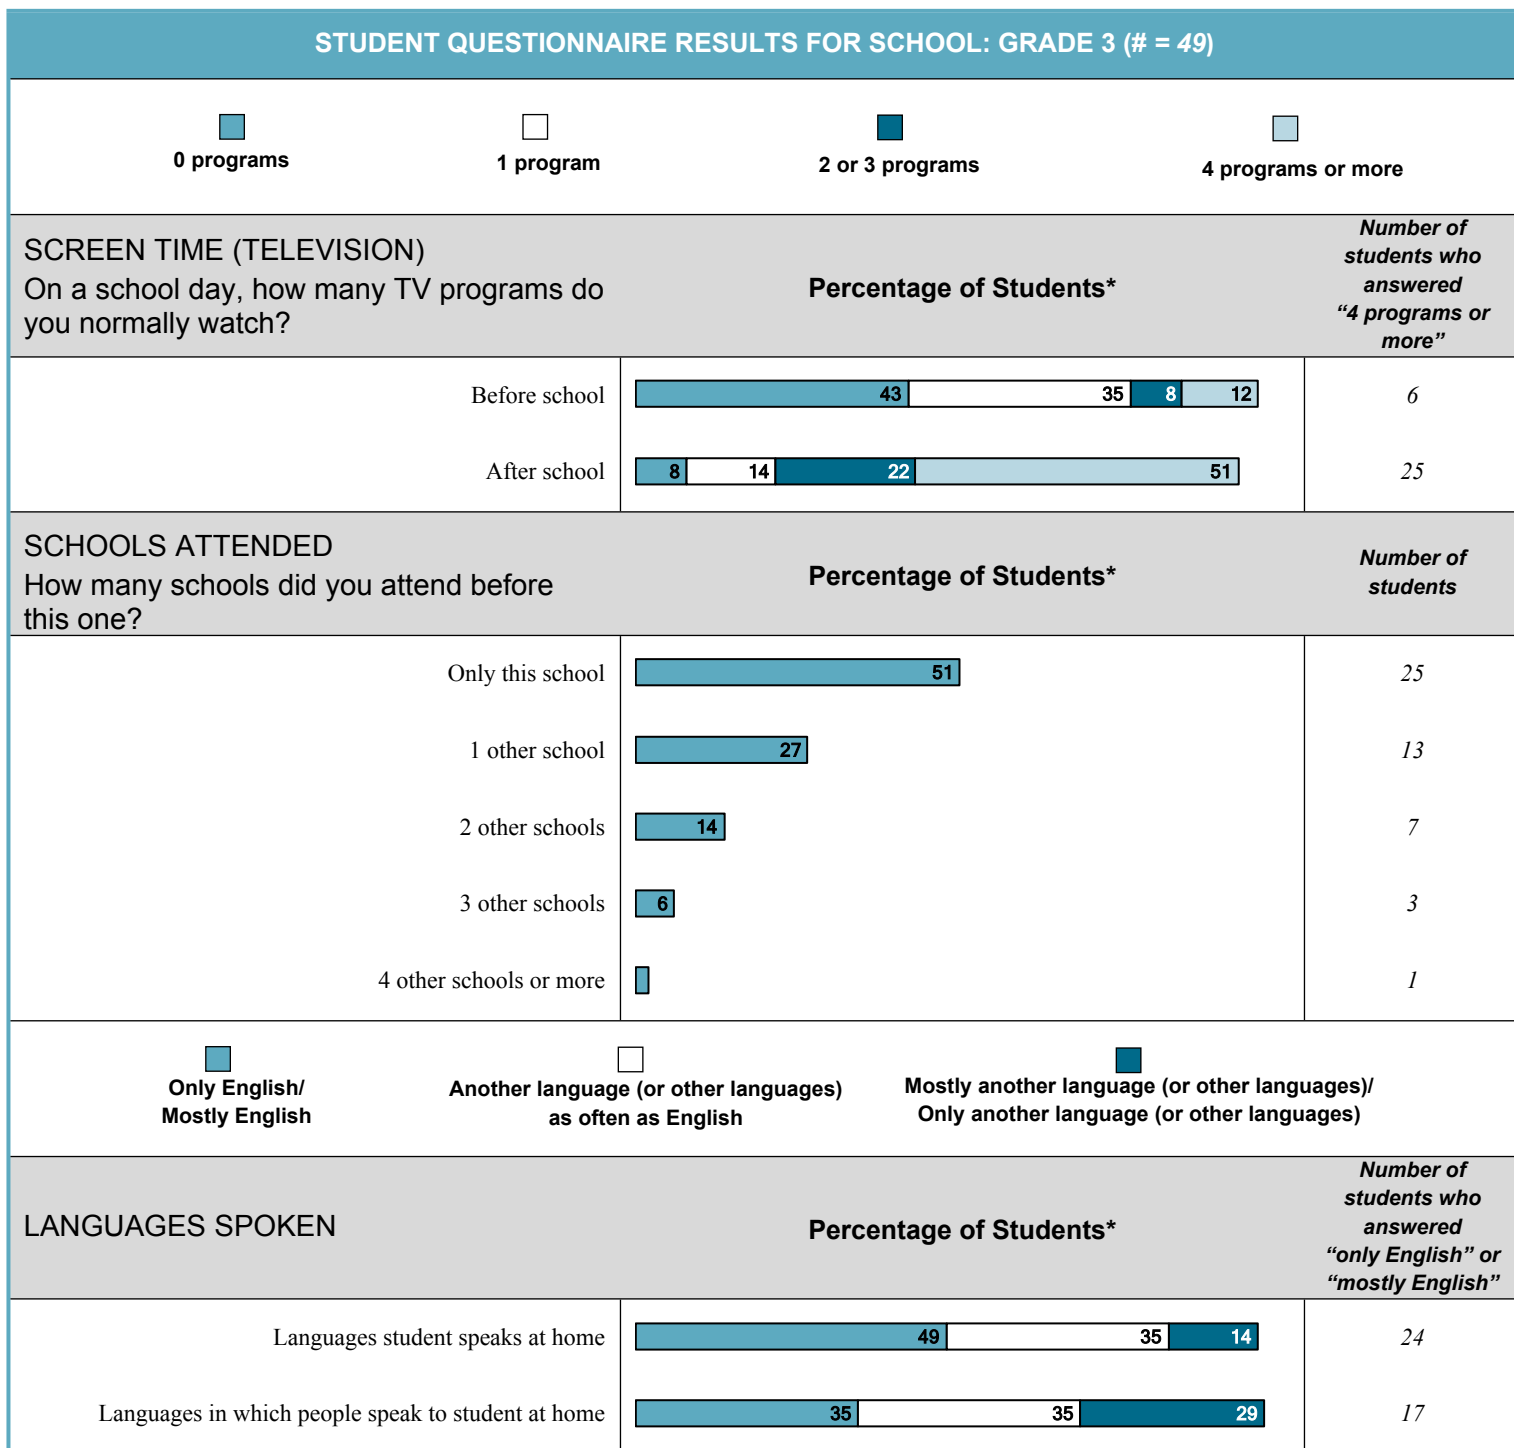 STUDENT QUESTIONNAIRE RESULTS FOR SCHOOL: GRADE 3 (# = 49)
0 programs
1 program
2 or 3 programs
4 programs or more
SCREEN TIME (TELEVISION)
On a school day, how many TV programs do
you normally watch?
Percentage of Students*
Number of
students who
answered
“4 programs or
more”
Before school
43 35 8 12
6
After school
8 14 22 51
25
SCHOOLS ATTENDED
How many schools did you attend before
this one?
Percentage of Students*
Number of
students
Only this school
51
25
1 other school
27
13
2 other schools
14
7
3 other schools
6
3
4 other schools or more
1
Only English/
Mostly English
Another language (or other languages)
as often as English
Mostly another language (or other languages)/
Only another language (or other languages)
LANGUAGES SPOKEN
Percentage of Students*
Number of
students who
answered
“only English” or
“mostly English”
Languages student speaks at home
49 35 14
24
Languages in which people speak to student at home
35 35 29
17